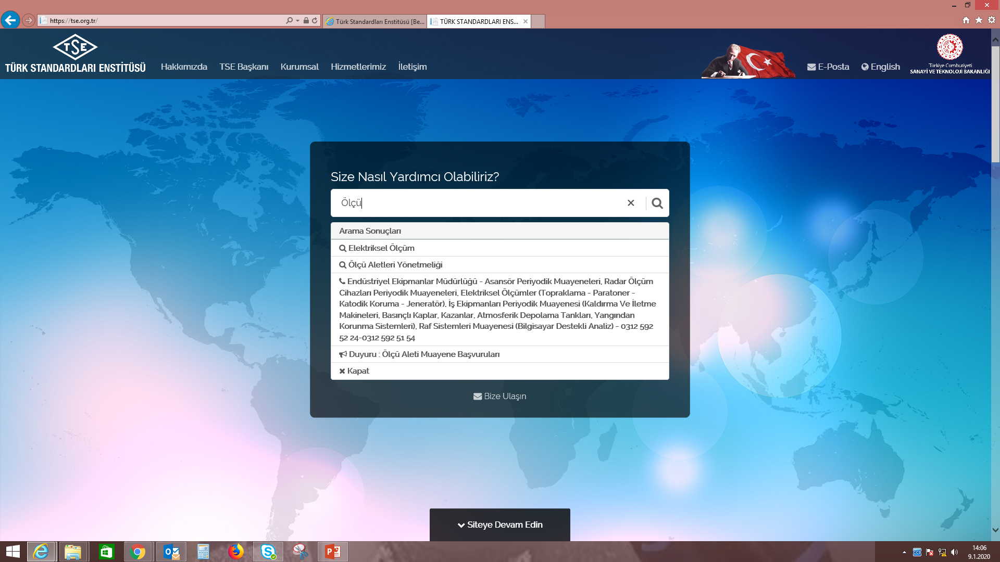 https://tse.org.tr/
Türk Standardları Enstitüsü [Be...
TÜRK STANDARDLARI ENS...
TSE
TÜRK STANDARDLARI ENSTİTÜSÜ
Hakkımızda
TSE Başkanı
Kurumsal
Hizmetlerimiz
İletişim
E-Posta
English
Türkiye Cumhuriyeti
SANAYİ VE TEKNOLOJİ BAKANLIĞI
Size Nasıl Yardımcı Olabiliriz?
Ölçü
Arama Sonuçları
Elektriksel Ölçüm
Ölçü Aletleri Yönetmeliği
Endüstriyel Ekipmanlar Müdürlüğü - Asansör Periyodik Muayeneleri, Radar Ölçüm
Cihazları Periyodik Muayeneleri, Elektriksel Ölçümler (Topraklama - Paratoner -
Katodik Koruma - Jeneratör), İş Ekipmanları Periyodik Muayenesi (Kaldırma Ve İletme
Makineleri, Basınçlı Kaplar, Kazanlar, Atmosferik Depolama Tankları, Yangından
Korunma Sistemleri), Raf Sistemleri Muayenesi (Bilgisayar Destekli Analiz) - 0312 592
52 24-0312 592 51 54
Duyuru : Ölçü Aleti Muayene Başvuruları
Kapat
Bize Ulaşın
Siteye Devam Edin
14:06
9.1.2020